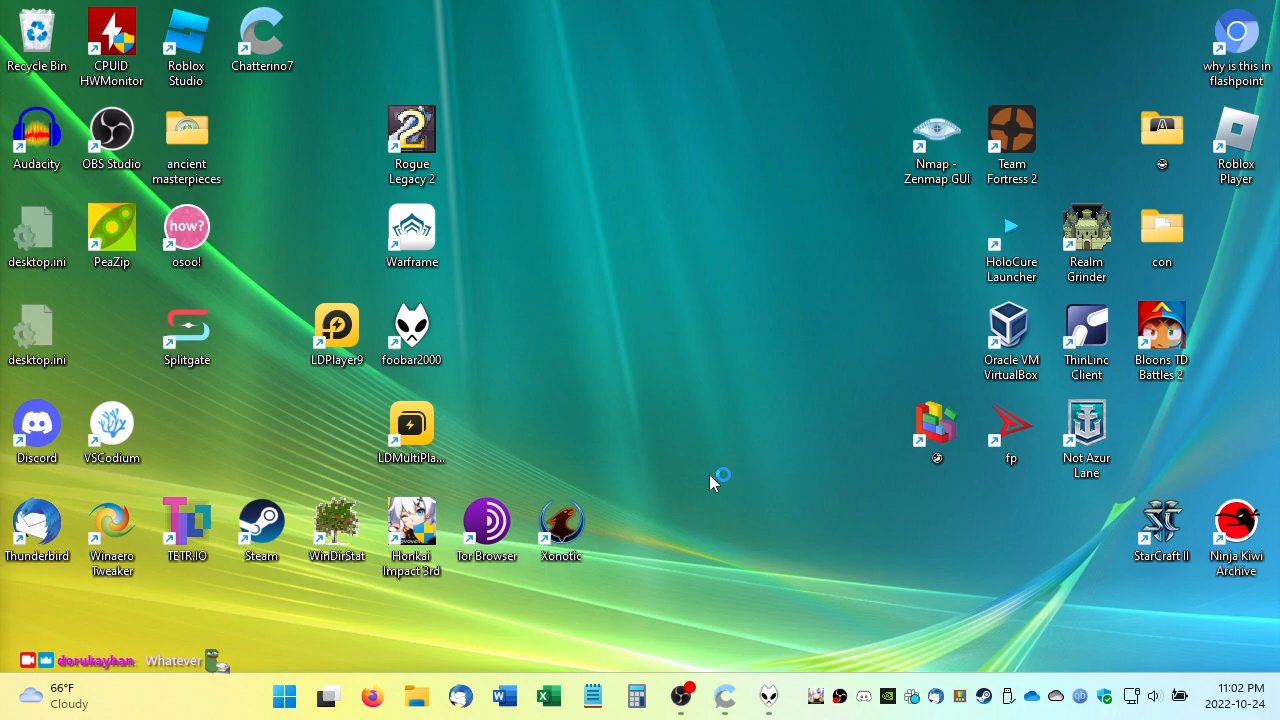 Recycle Bin
CPUID
HWMonitor
Roblox
Studio
Chatterino7
why is this in
flashpoint
Audacity
OBS Studio
ancient
masterpieces
2
Rogue
Legacy 2
Nmap -
Zenmap GUI
Team
Fortress 2
Roblox
Player
desktop.ini
PeaZip
how?
osoo!
Warframe
HoloCure
Launcher
Realm
Grinder
con
desktop.ini
Splitgate
LDPlayer9
foobar2000
Oracle VM
VirtualBox
ThinLinc
Client
Bloons TD
Battles 2
Discord
VSCodium
LDMultiPla...
fp
Not Azur
Lane
Thunderbird
Winaero
Tweaker
TETR.IO
Steam
WinDirStat
Honkai
Impact 3rd
Tor Browser
Xonotic
StarCraft II
Ninja Kiwi
Archive
dorukayhan Whatever
66°F
Cloudy
11:02 PM
2022-10-24